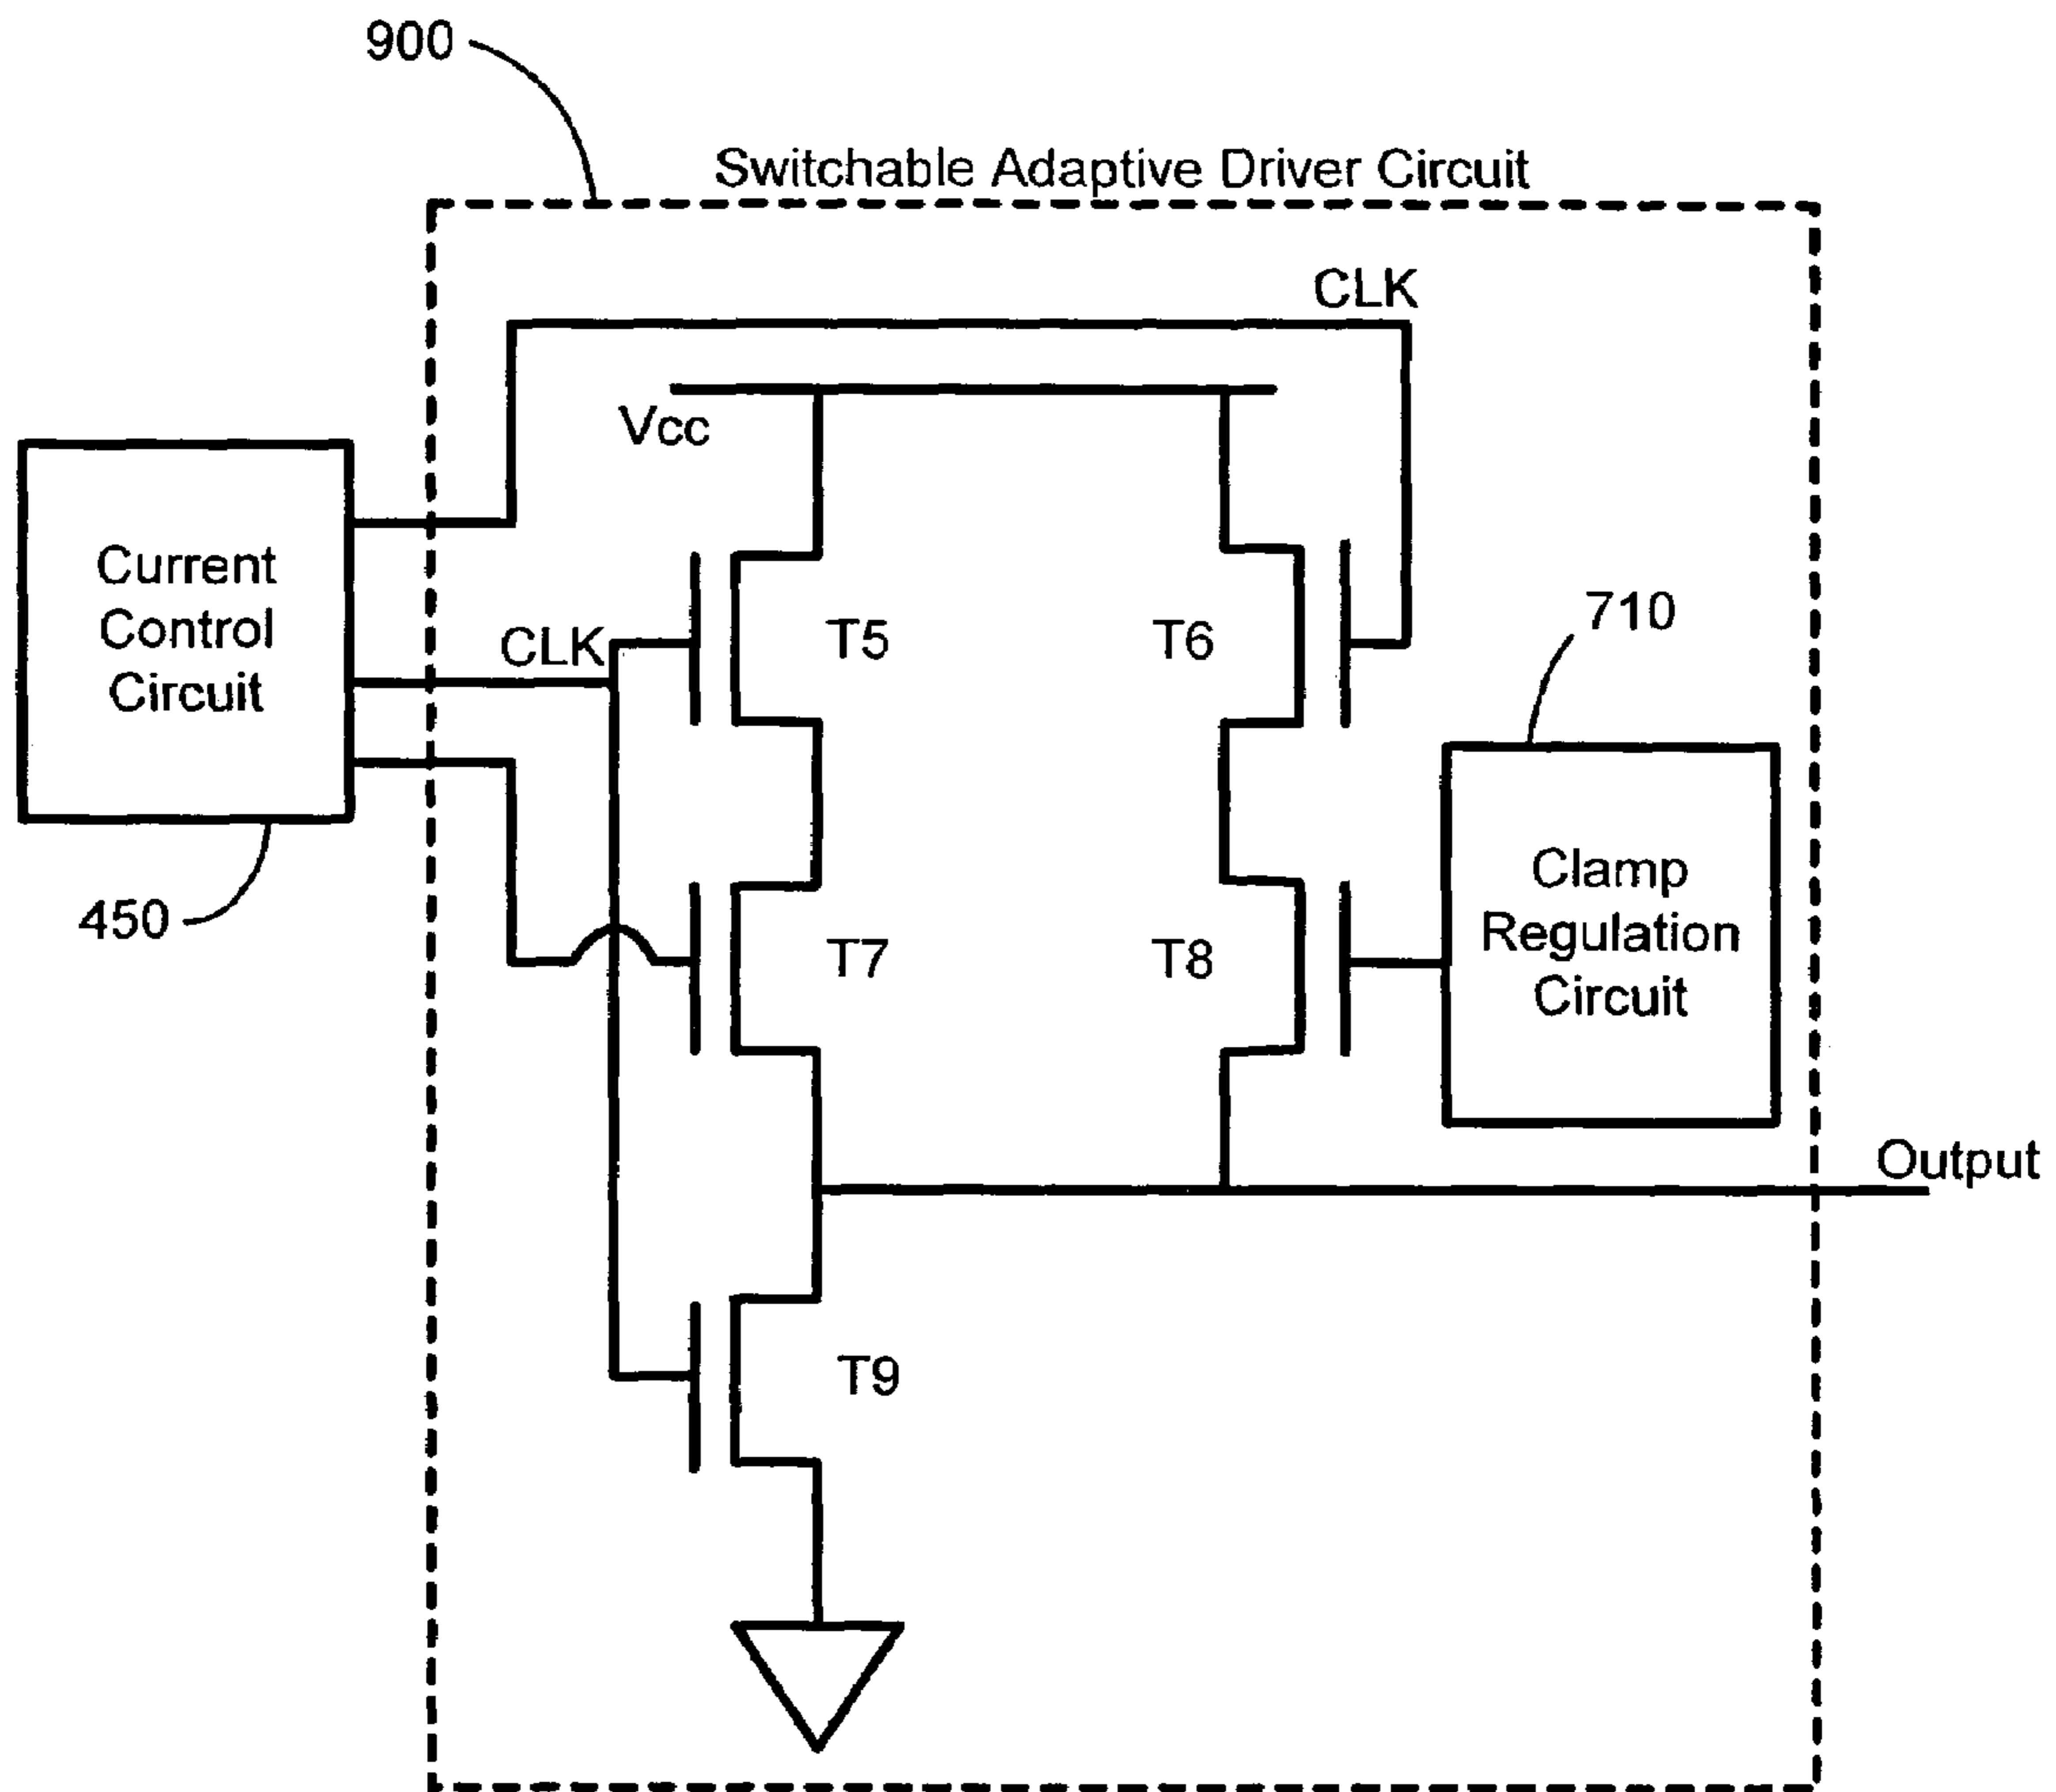 900
Switchable Adaptive Driver Circuit
CLK
Vcc
Current
Control
Circuit
CLK
T5
T6
710
450
T7
T8
Clamp
Regulation
Circuit
Output
T9